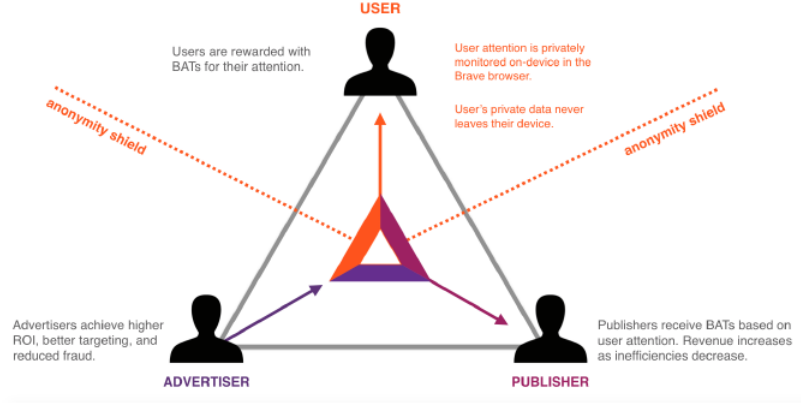 USER
Users are rewarded with
BATs for their attention.
User attention is privately
monitored on-device in the
Brave browser.
User's private data never
leaves their device.
anonymity shield
anonymity shield
Advertisers achieve higher
ROI, better targeting, and
reduced fraud.
Publishers receive BATs based on
user attention. Revenue increases
as inefficiencies decrease.
ADVERTISER
PUBLISHER